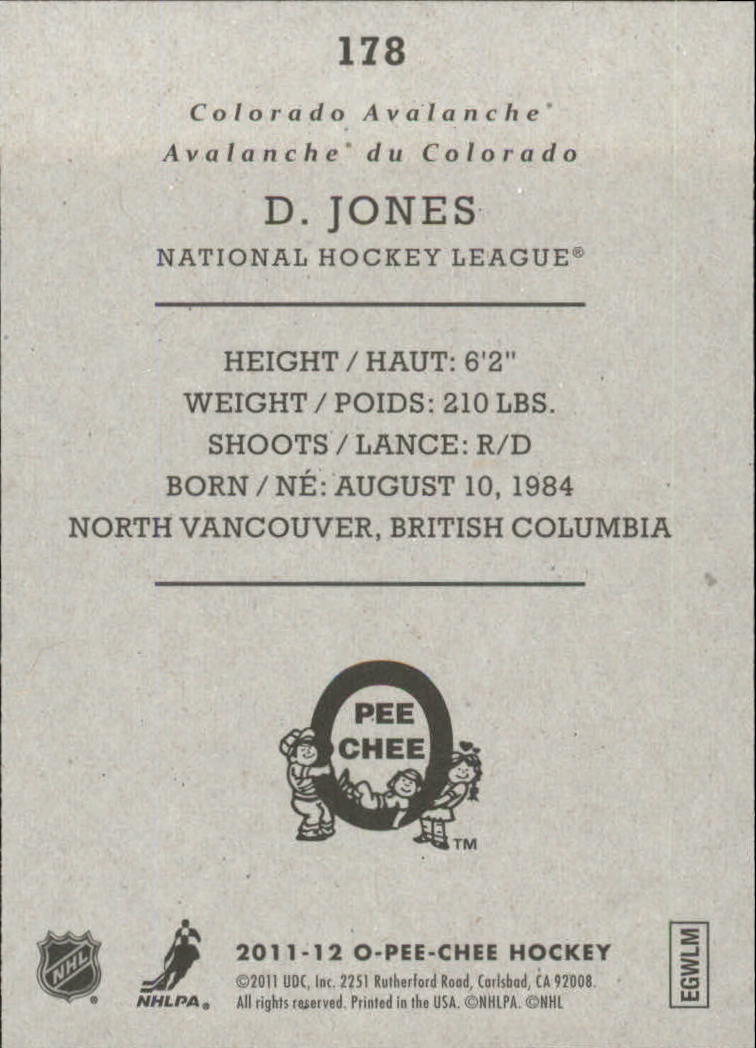 178
Colorado Avalanche®
Avalanche® du Colorado
D. JONES
NATIONAL HOCKEY LEAGUE®
HEIGHT / HAUT: 6'2"
WEIGHT / POIDS: 210 LBS.
SHOOTS / LANCE: R/D
BORN / NÉ: AUGUST 10, 1984
NORTH VANCOUVER, BRITISH COLUMBIA
O
PEE
CHEE
TM
NHL®
NHLPA®
2011-12 O-PEE-CHEE HOCKEY
©2011 UDC, Inc. 2251 Rutherford Road, Carlsbad, CA 92008.
All rights reserved. Printed in the USA. ©NHLPA. ©NHL
EGWLM